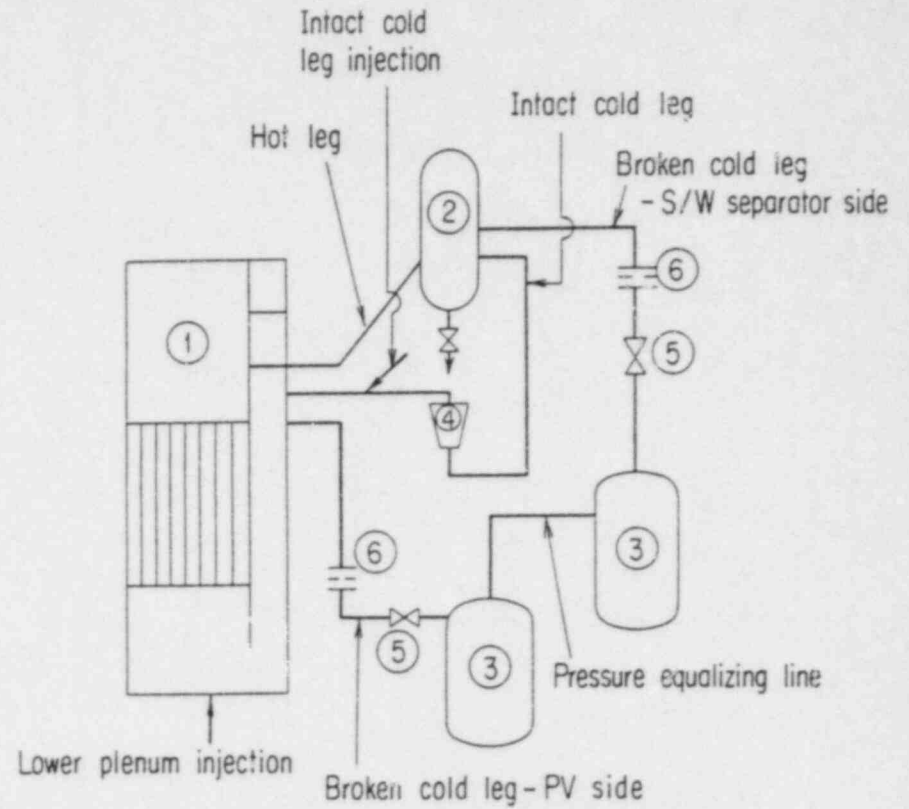 Intact cold
leg injection
Intact cold leg
Hot leg
Broken cold leg
- S/W separator side
2
6
1
5
4
3
6
5
3
Pressure equalizing line
Lower plenum injection
Broken cold leg - PV side